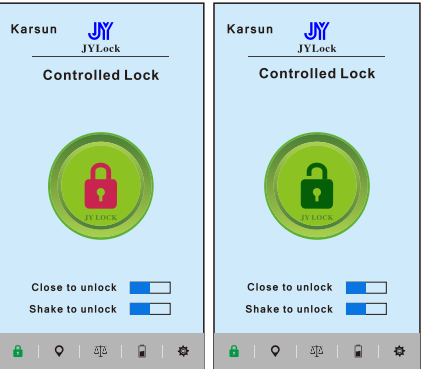 Karsun
JY
JYLock
Controlled Lock
JY LOCK
Close to unlock
Shake to unlock
Karsun
JY
JYLock
Controlled Lock
JY LOCK
Close to unlock
Shake to unlock